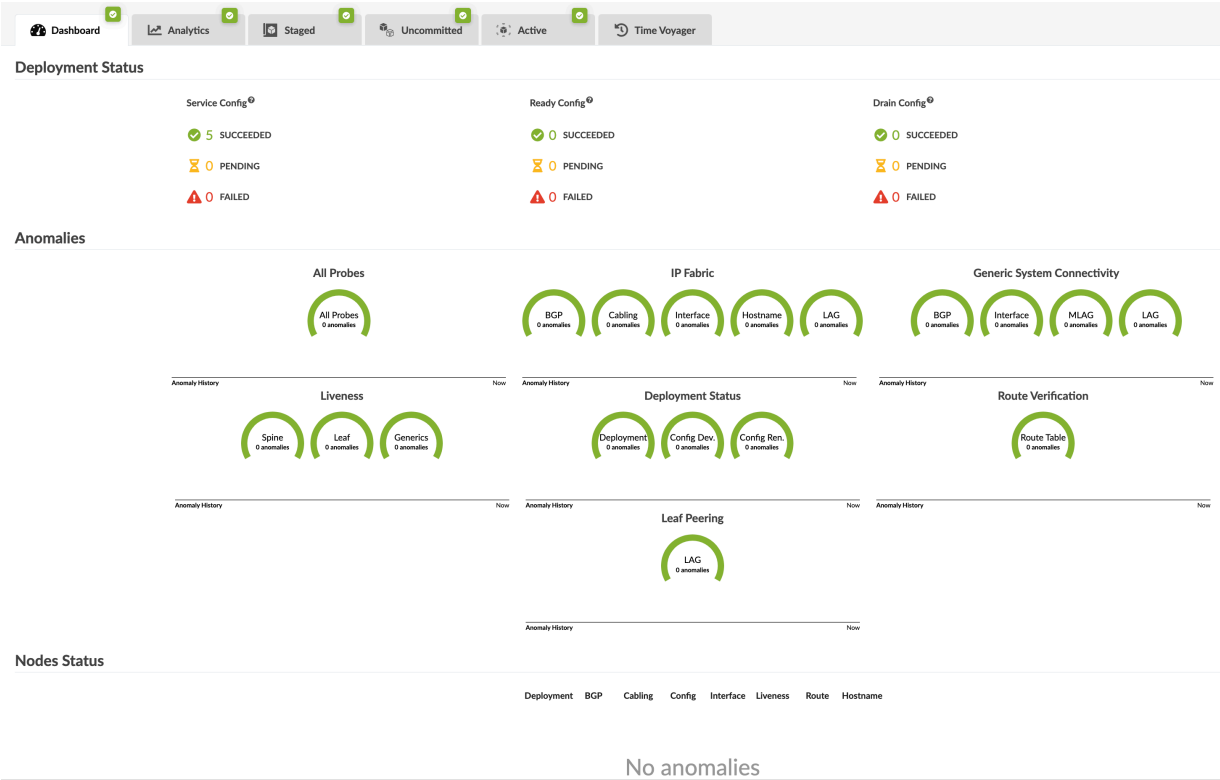 Dashboard Analytics Staged Uncommitted Active Time Voyager
Deployment Status
Service Config? Ready Config? Drain Config?
5 SUCCEEDED 0 SUCCEEDED 0 SUCCEEDED
0 PENDING 0 PENDING 0 PENDING
0 FAILED 0 FAILED 0 FAILED
Anomalies
All Probes IP Fabric Generic System Connectivity
All Probes BGP Cabling Interface Hostname LAG BGP Interface MLAG LAG
0 anomalies 0 anomalies 0 anomalies 0 anomalies 0 anomalies 0 anomalies 0 anomalies 0 anomalies 0 anomalies 0 anomalies
Anomaly History Now Anomaly History Now Anomaly History Now
Liveness Deployment Status Route Verification
Spine Leaf Generics Deployment Config Dev. Config Ren. Route Table
0 anomalies 0 anomalies 0 anomalies 0 anomalies 0 anomalies 0 anomalies 0 anomalies
Anomaly History Now Anomaly History Now Anomaly History Now
Leaf Peering
LAG
0 anomalies
Anomaly History Now
Nodes Status
Deployment BGP Cabling Config Interface Liveness Route Hostname
No anomalies